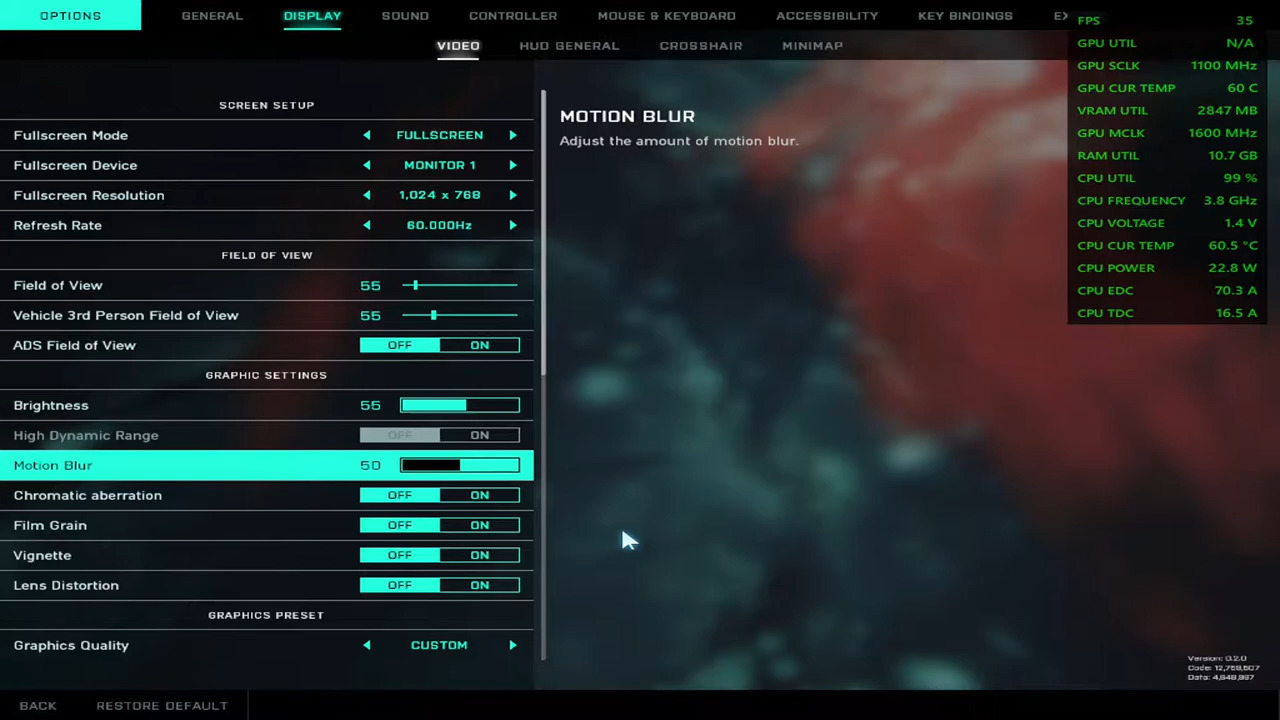 OPTIONS GENERAL DISPLAY SOUND CONTROLLER MOUSE & KEYBOARD ACCESSIBILITY KEY BINDINGS
VIDEO HUD GENERAL CROSSHAIR MINIMAP
SCREEN SETUP
Fullscreen Mode FULLSCREEN
Fullscreen Device MONITOR 1
Fullscreen Resolution 1,024 x 768
Refresh Rate 60.000Hz
FIELD OF VIEW
Field of View 55
Vehicle 3rd Person Field of View 55
ADS Field of View OFF ON
GRAPHIC SETTINGS
Brightness 55
High Dynamic Range OFF ON
Motion Blur 50
Chromatic aberration OFF ON
Film Grain OFF ON
Vignette OFF ON
Lens Distortion OFF ON
GRAPHICS PRESET
Graphics Quality CUSTOM
BACK RESTORE DEFAULT
MOTION BLUR
Adjust the amount of motion blur.
FPS 35
GPU UTIL N/A
GPU SCLK 1100 MHz
GPU CUR TEMP 60 C
VRAM UTIL 2847 MB
GPU MCLK 1600 MHz
RAM UTIL 10.7 GB
CPU UTIL 99 %
CPU FREQUENCY 3.8 GHz
CPU VOLTAGE 1.4 V
CPU CUR TEMP 60.5 °C
CPU POWER 22.8 W
CPU EDC 70.3 A
CPU TDC 16.5 A
Version: 0.2.0
Code:
Data: